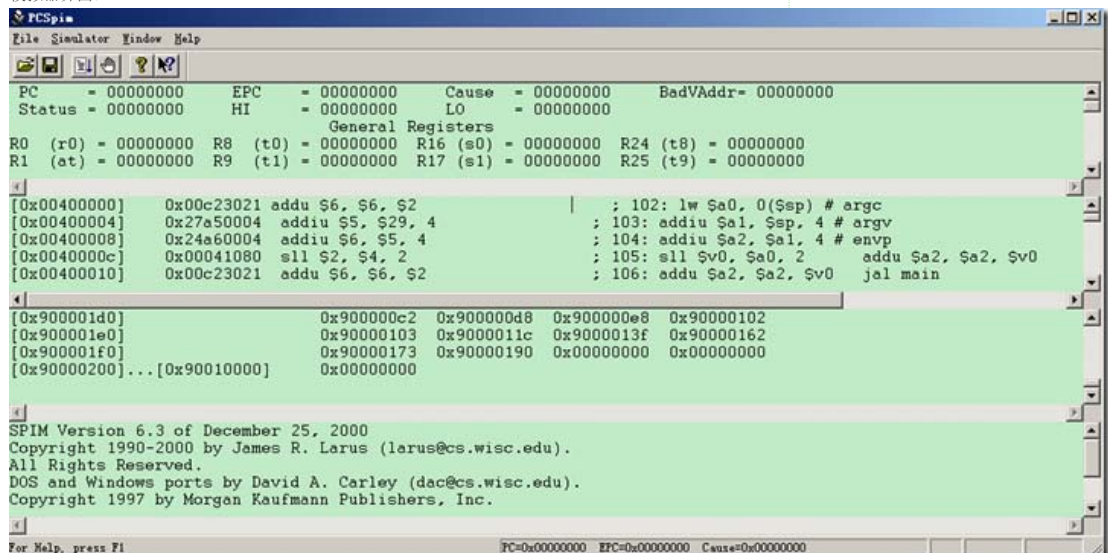 PCSpim
File Simulator Window Help
PC = 00000000 EPC = 00000000 Cause = 00000000 BadVAddr= 00000000
Status = 00000000 HI = 00000000 LO = 00000000
General Registers
R0 (r0) = 00000000 R8 (t0) = 00000000 R16 (s0) = 00000000 R24 (t8) = 00000000
R1 (at) = 00000000 R9 (t1) = 00000000 R17 (s1) = 00000000 R25 (t9) = 00000000
[0x00400000] 0x00c23021 addu $6, $6, $2 ; 102: lw $a0, 0($sp) # argc
[0x00400004] 0x27a50004 addiu $5, $29, 4 ; 103: addiu $a1, $sp, 4 # argv
[0x00400008] 0x24a60004 addiu $6, $5, 4 ; 104: addiu $a2, $a1, 4 # envp
[0x0040000c] 0x00041080 sll $2, $4, 2 ; 105: sll $v0, $a0, 2 addu $a2, $a2, $v0
[0x00400010] 0x00c23021 addu $6, $6, $2 ; 106: addu $a2, $a2, $v0 jal main
[0x900001d0] 0x900000c2 0x900000d8 0x900000e8 0x90000102
[0x900001e0] 0x90000103 0x9000011c 0x9000013f 0x90000162
[0x900001f0] 0x90000173 0x90000190 0x00000000 0x00000000
[0x90000200]...[0x90010000] 0x00000000
SPIM Version 6.3 of December 25, 2000
Copyright 1990-2000 by James R. Larus (larus@cs.wisc.edu).
All Rights Reserved.
DOS and Windows ports by David A. Carley (dac@cs.wisc.edu).
Copyright 1997 by Morgan Kaufmann Publishers, Inc.
For Help, press F1 PC=0x00000000 EPC=0x00000000 Cause=0x00000000